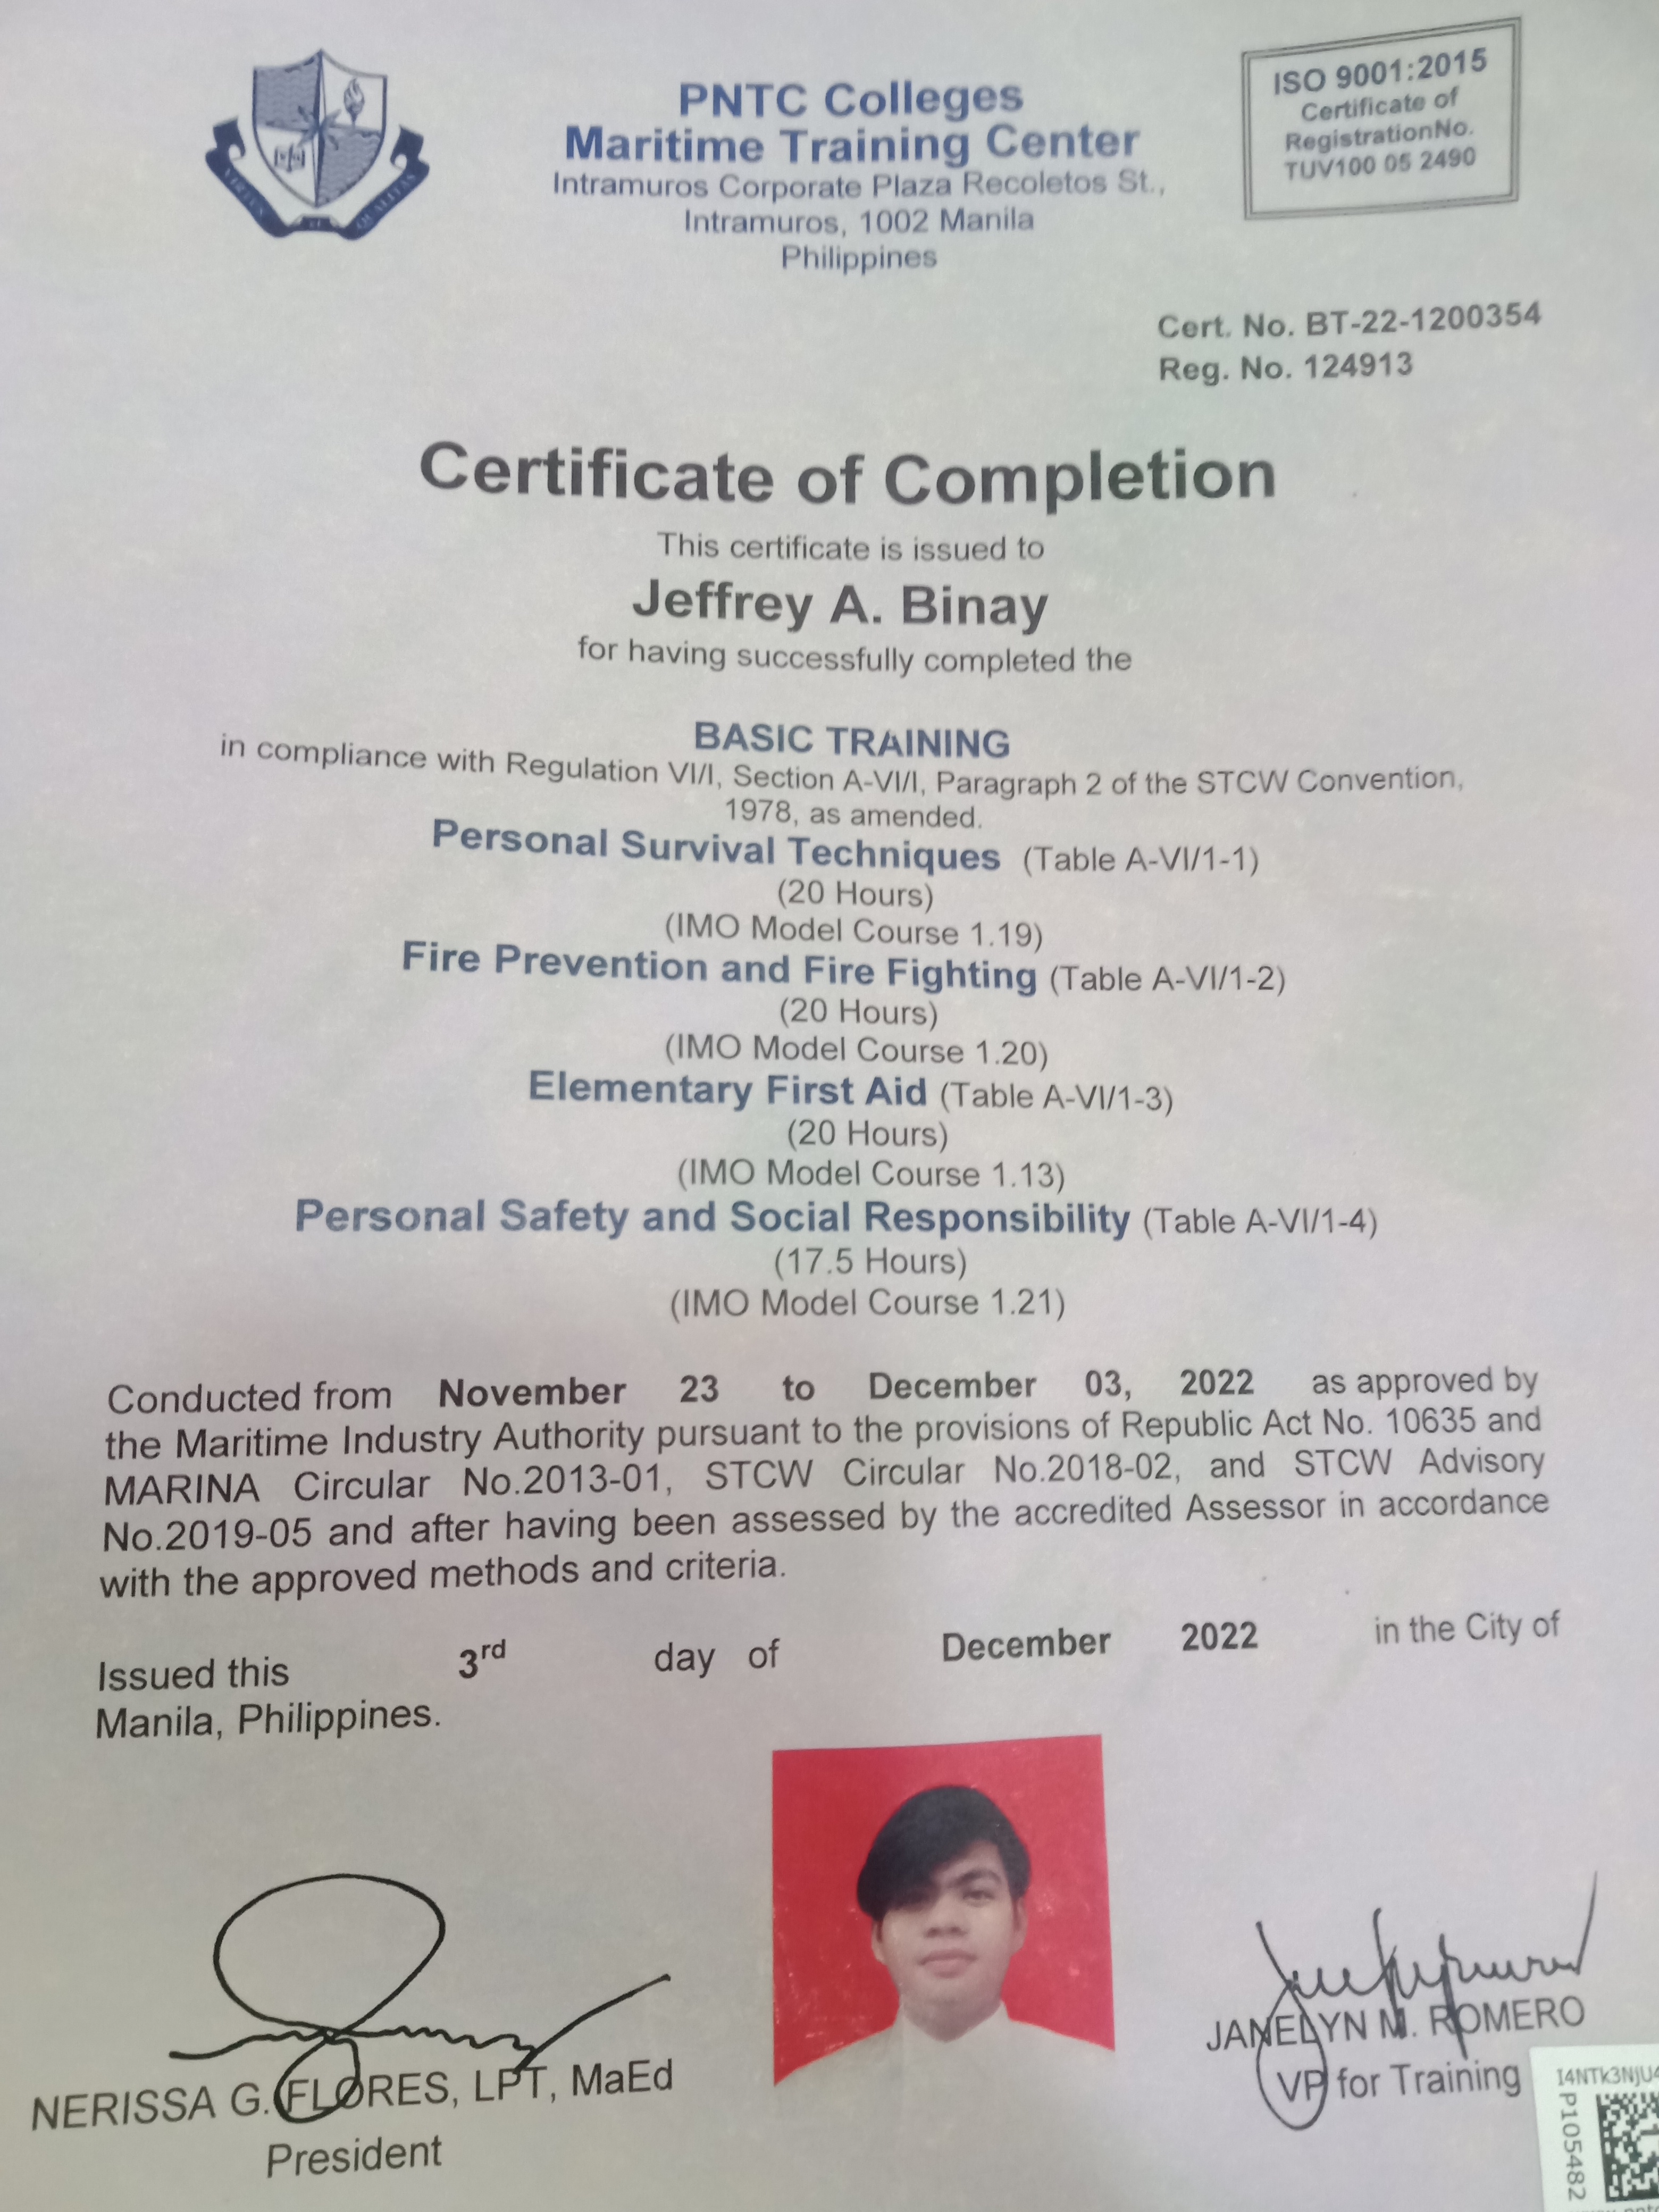 VIRTUS ET QUALITAS
PNTC Colleges
Maritime Training Center
Intramuros Corporate Plaza Recoletos St.,
Intramuros, 1002 Manila
Philippines
ISO 9001:2015
Certificate of
RegistrationNo.
TUV100 05 2490
Cert. No. BT-22-1200354
Reg. No. 124913
Certificate of Completion
This certificate is issued to
Jeffrey A. Binay
for having successfully completed the
BASIC TRAINING
in compliance with Regulation VI/I, Section A-VI/I, Paragraph 2 of the STCW Convention,
1978, as amended.
Personal Survival Techniques (Table A-VI/1-1)
(20 Hours)
(IMO Model Course 1.19)
Fire Prevention and Fire Fighting (Table A-VI/1-2)
(20 Hours)
(IMO Model Course 1.20)
Elementary First Aid (Table A-VI/1-3)
(20 Hours)
(IMO Model Course 1.13)
Personal Safety and Social Responsibility (Table A-VI/1-4)
(17.5 Hours)
(IMO Model Course 1.21)
Conducted from November 23 to December 03, 2022 as approved by
the Maritime Industry Authority pursuant to the provisions of Republic Act No. 10635 and
MARINA Circular No.2013-01, STCW Circular No.2018-02, and STCW Advisory
No.2019-05 and after having been assessed by the accredited Assessor in accordance
with the approved methods and criteria.
Issued this 3rd day of December 2022 in the City of
Manila, Philippines.
NERISSA G. FLORES, LPT, MaEd
President
JANELYN M. ROMERO
VP for Training
I4NTk3NjU4
P105482